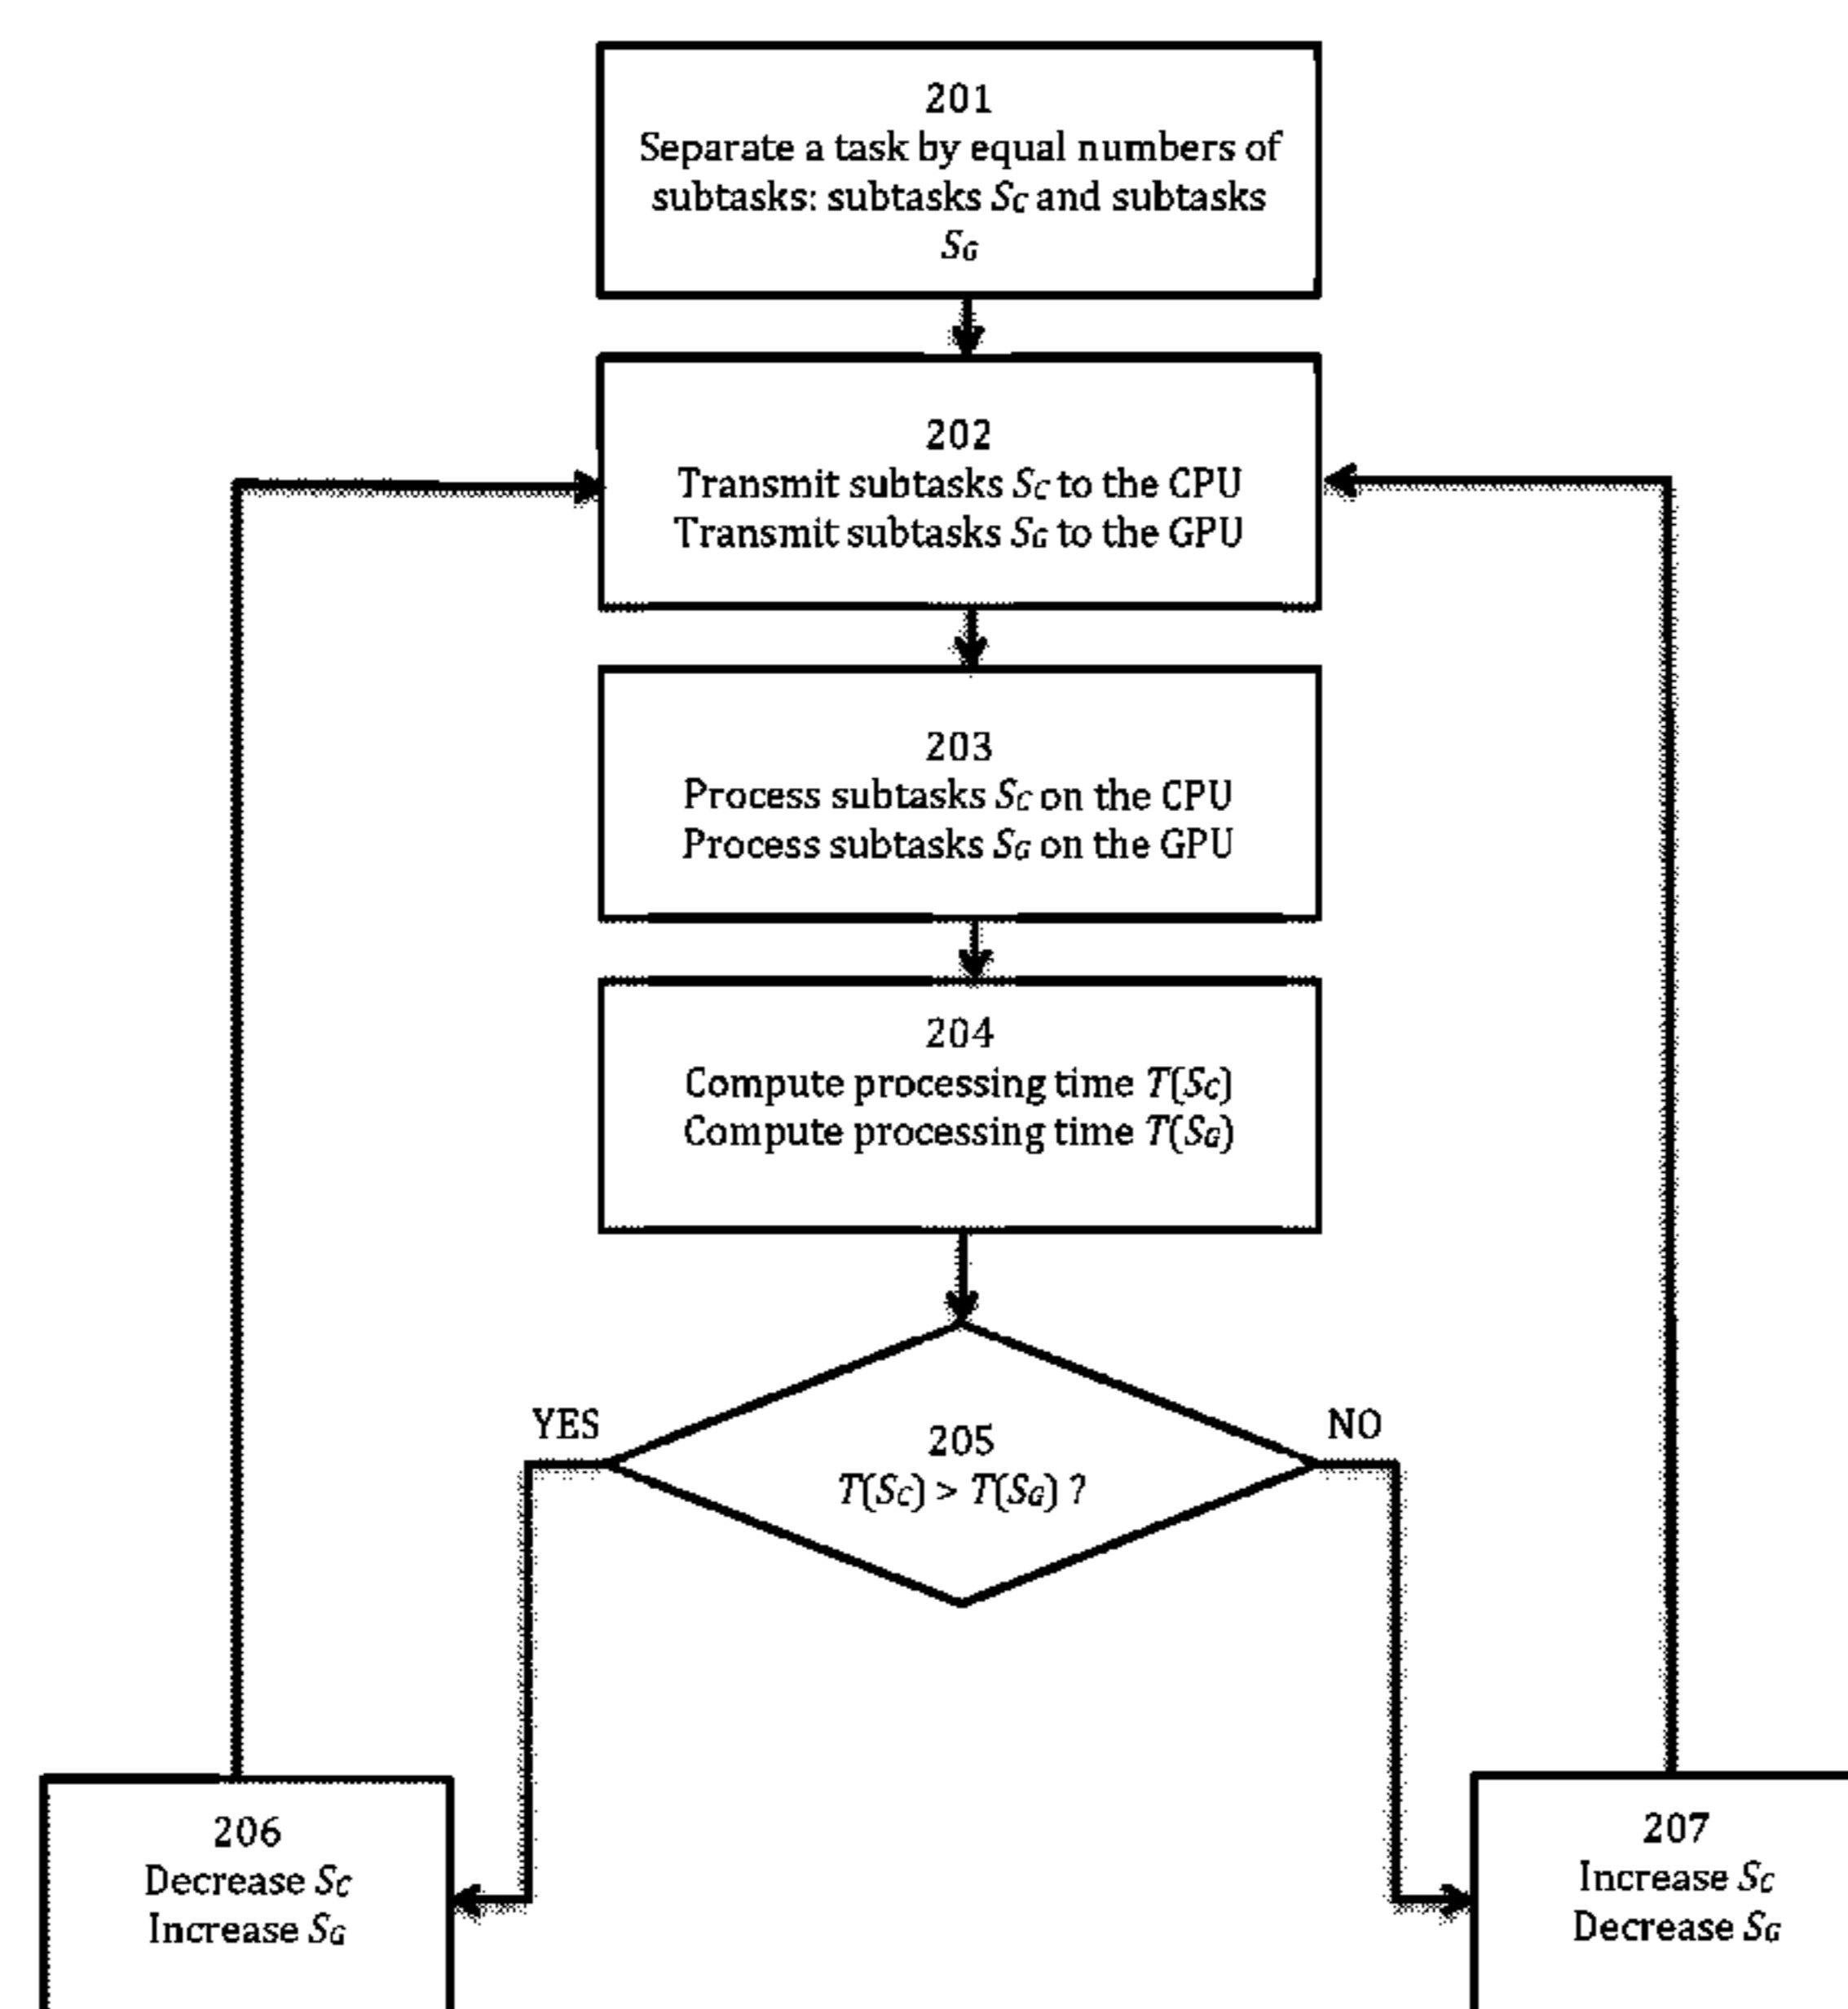 201
Separate a task by equal numbers of
subtasks: subtasks SC and subtasks
SG
202
Transmit subtasks SC to the CPU
Transmit subtasks SG to the GPU
203
Process subtasks SC on the CPU
Process subtasks SG on the GPU
204
Compute processing time T(SC)
Compute processing time T(SG)
YES
NO
205
T(SC) > T(SG) ?
206
Decrease SC
Increase SG
207
Increase SC
Decrease SG